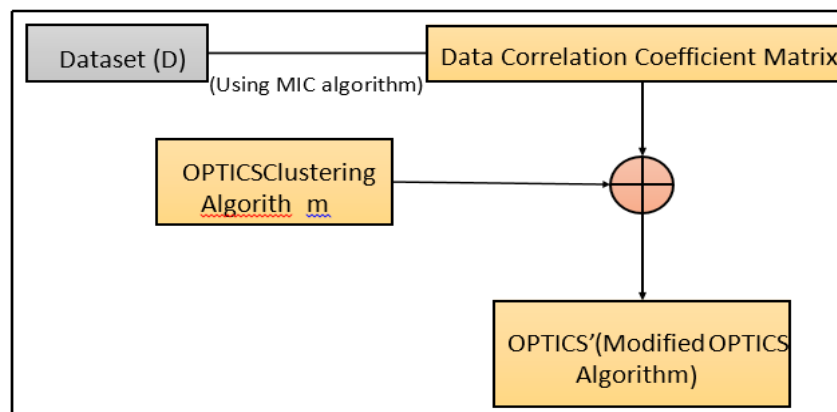 Dataset (D)
Data Correlation Coefficient Matrix
(Using MIC algorithm)
OPTICSClustering
Algorith m
OPTICS’(Modified OPTICS
Algorithm)